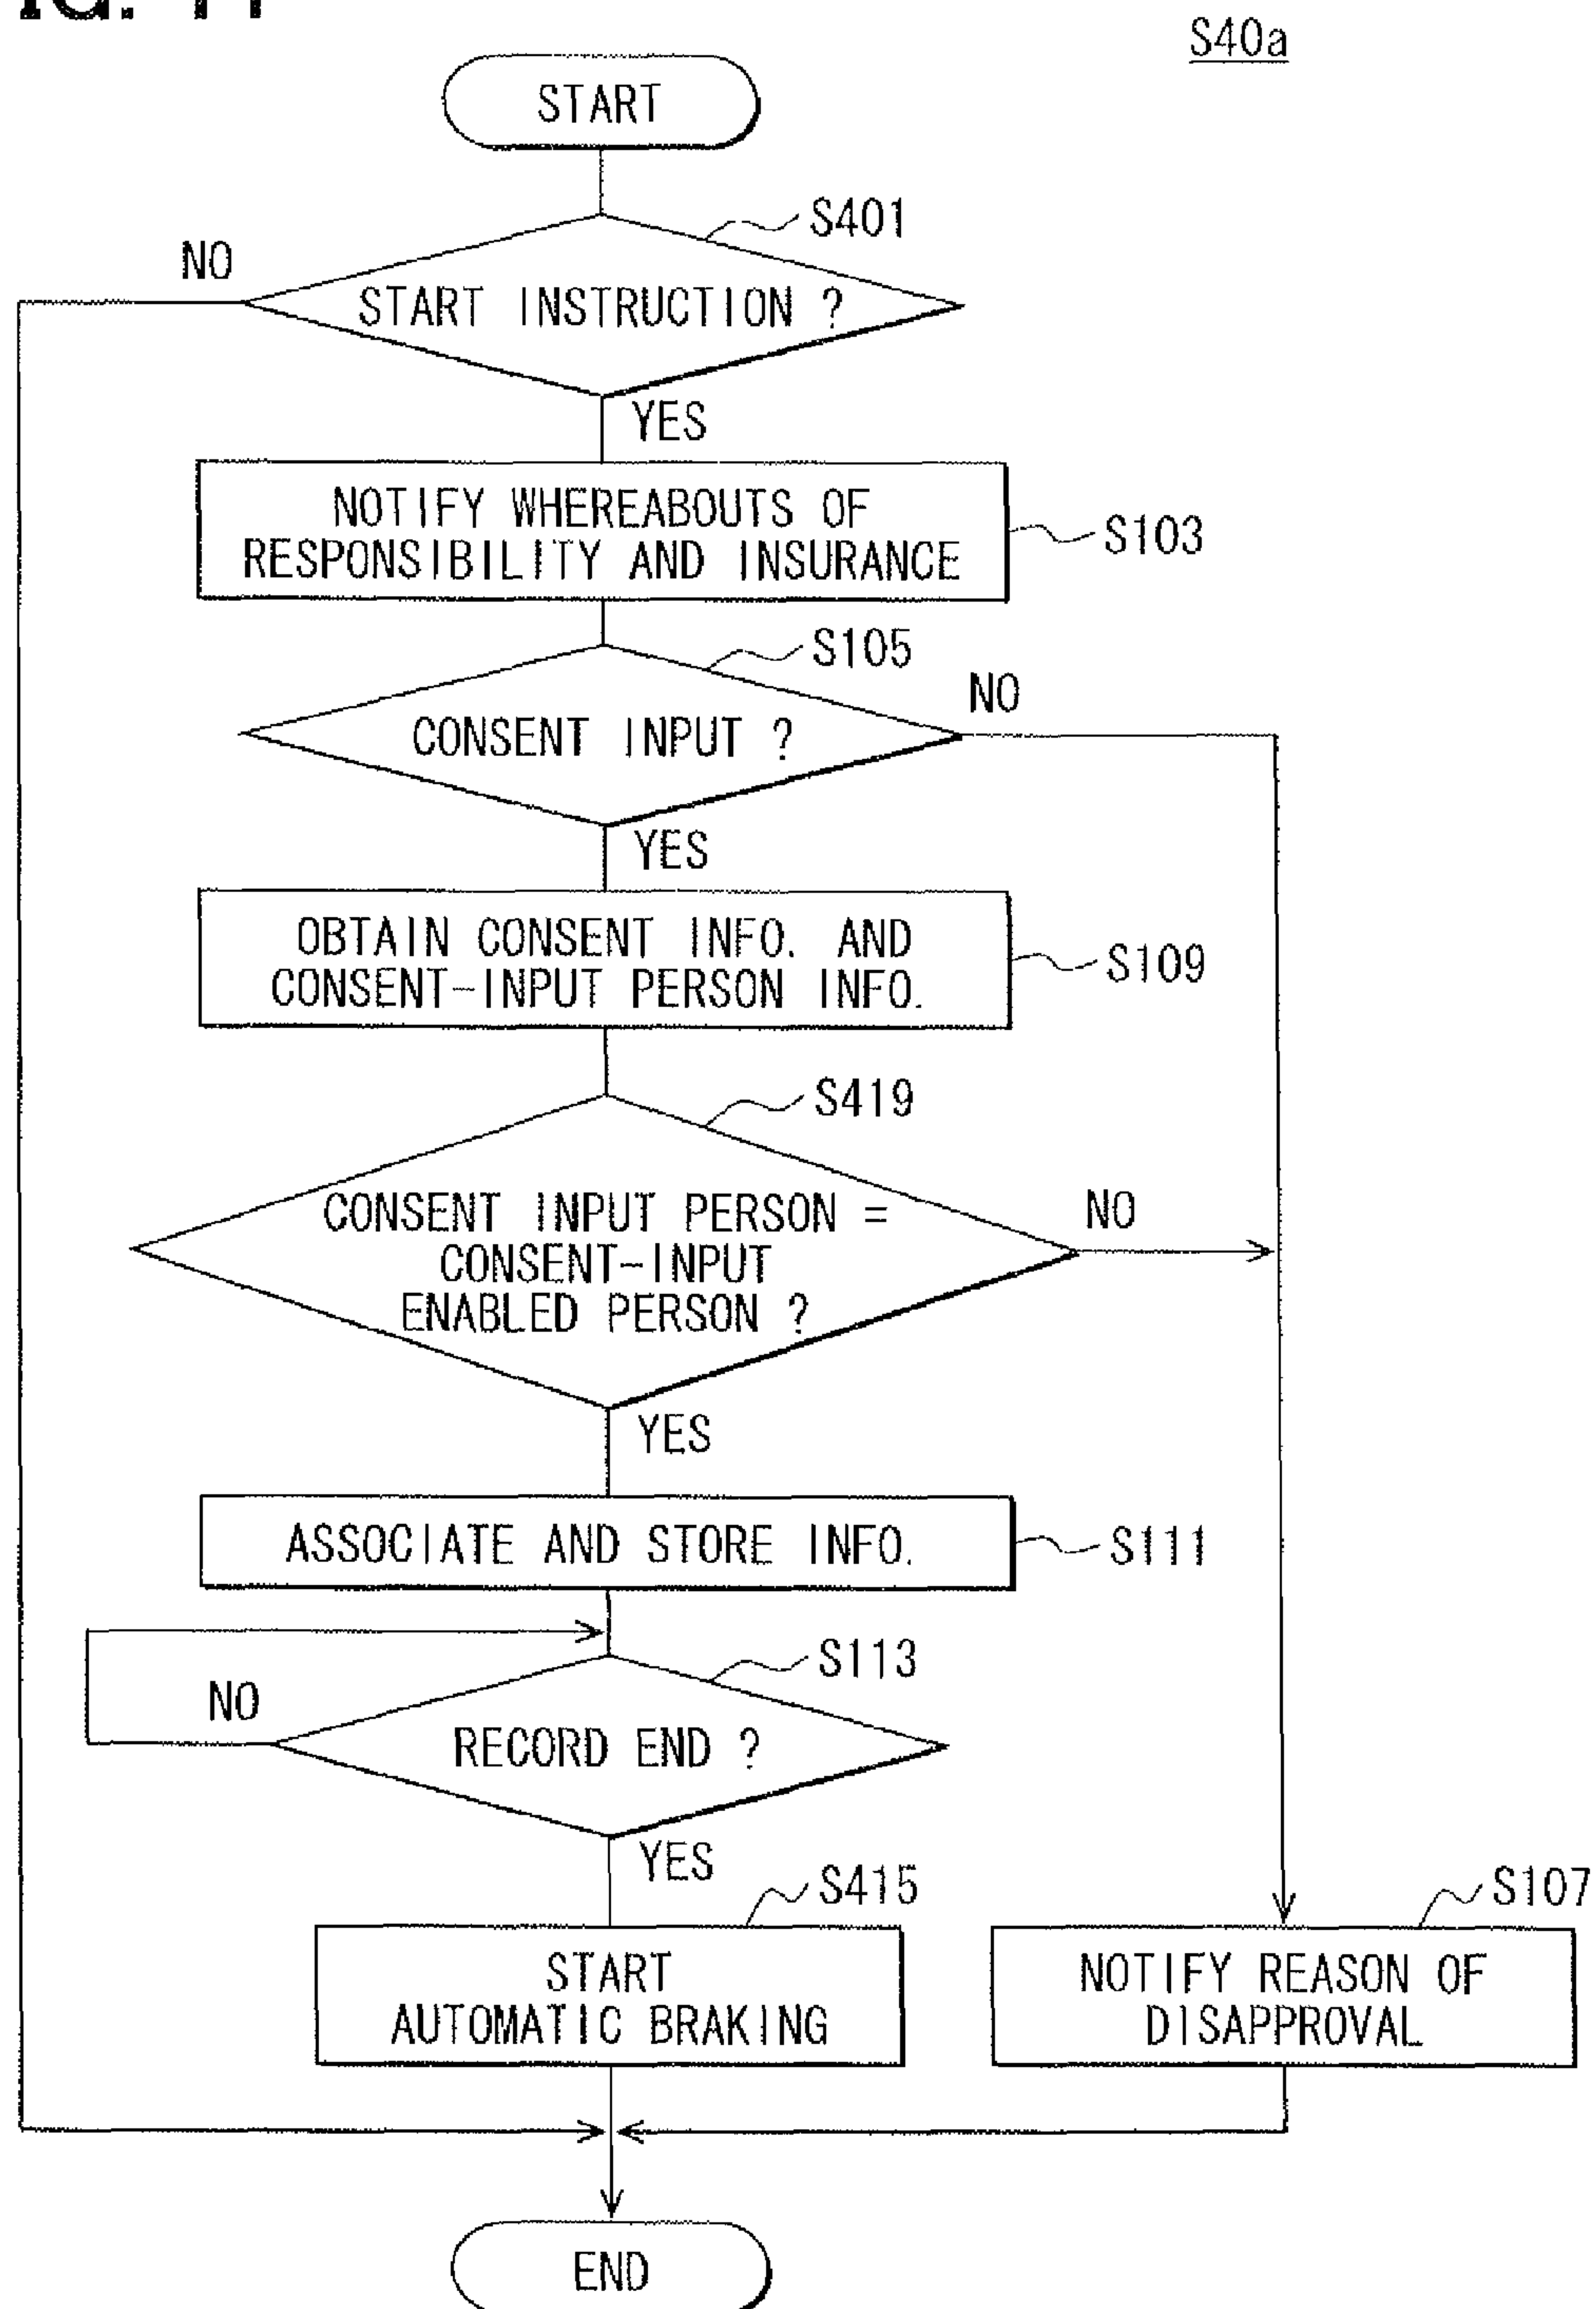 S40a
START
S401
NO
START INSTRUCTION ?
YES
NOTIFY WHEREABOUTS OF
RESPONSIBILITY AND INSURANCE
S103
S105
NO
CONSENT INPUT ?
YES
OBTAIN CONSENT INFO. AND
CONSENT-INPUT PERSON INFO.
S109
S419
CONSENT INPUT PERSON =
CONSENT-INPUT
ENABLED PERSON ?
NO
YES
ASSOCIATE AND STORE INFO.
S111
S113
NO
RECORD END ?
YES
S415
S107
START
AUTOMATIC BRAKING
NOTIFY REASON OF
DISAPPROVAL
END